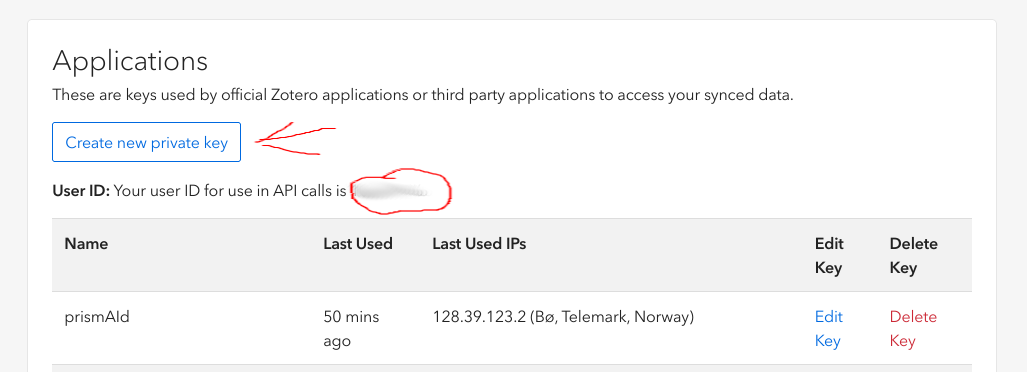 Applications
These are keys used by official Zotero applications or third party applications to access your synced data.
Create new private key
User ID: Your user ID for use in API calls is
Name Last Used Last Used IPs Edit Key Delete Key
prismAId 50 mins ago 128.39.123.2 (Bø, Telemark, Norway) Edit Key Delete Key